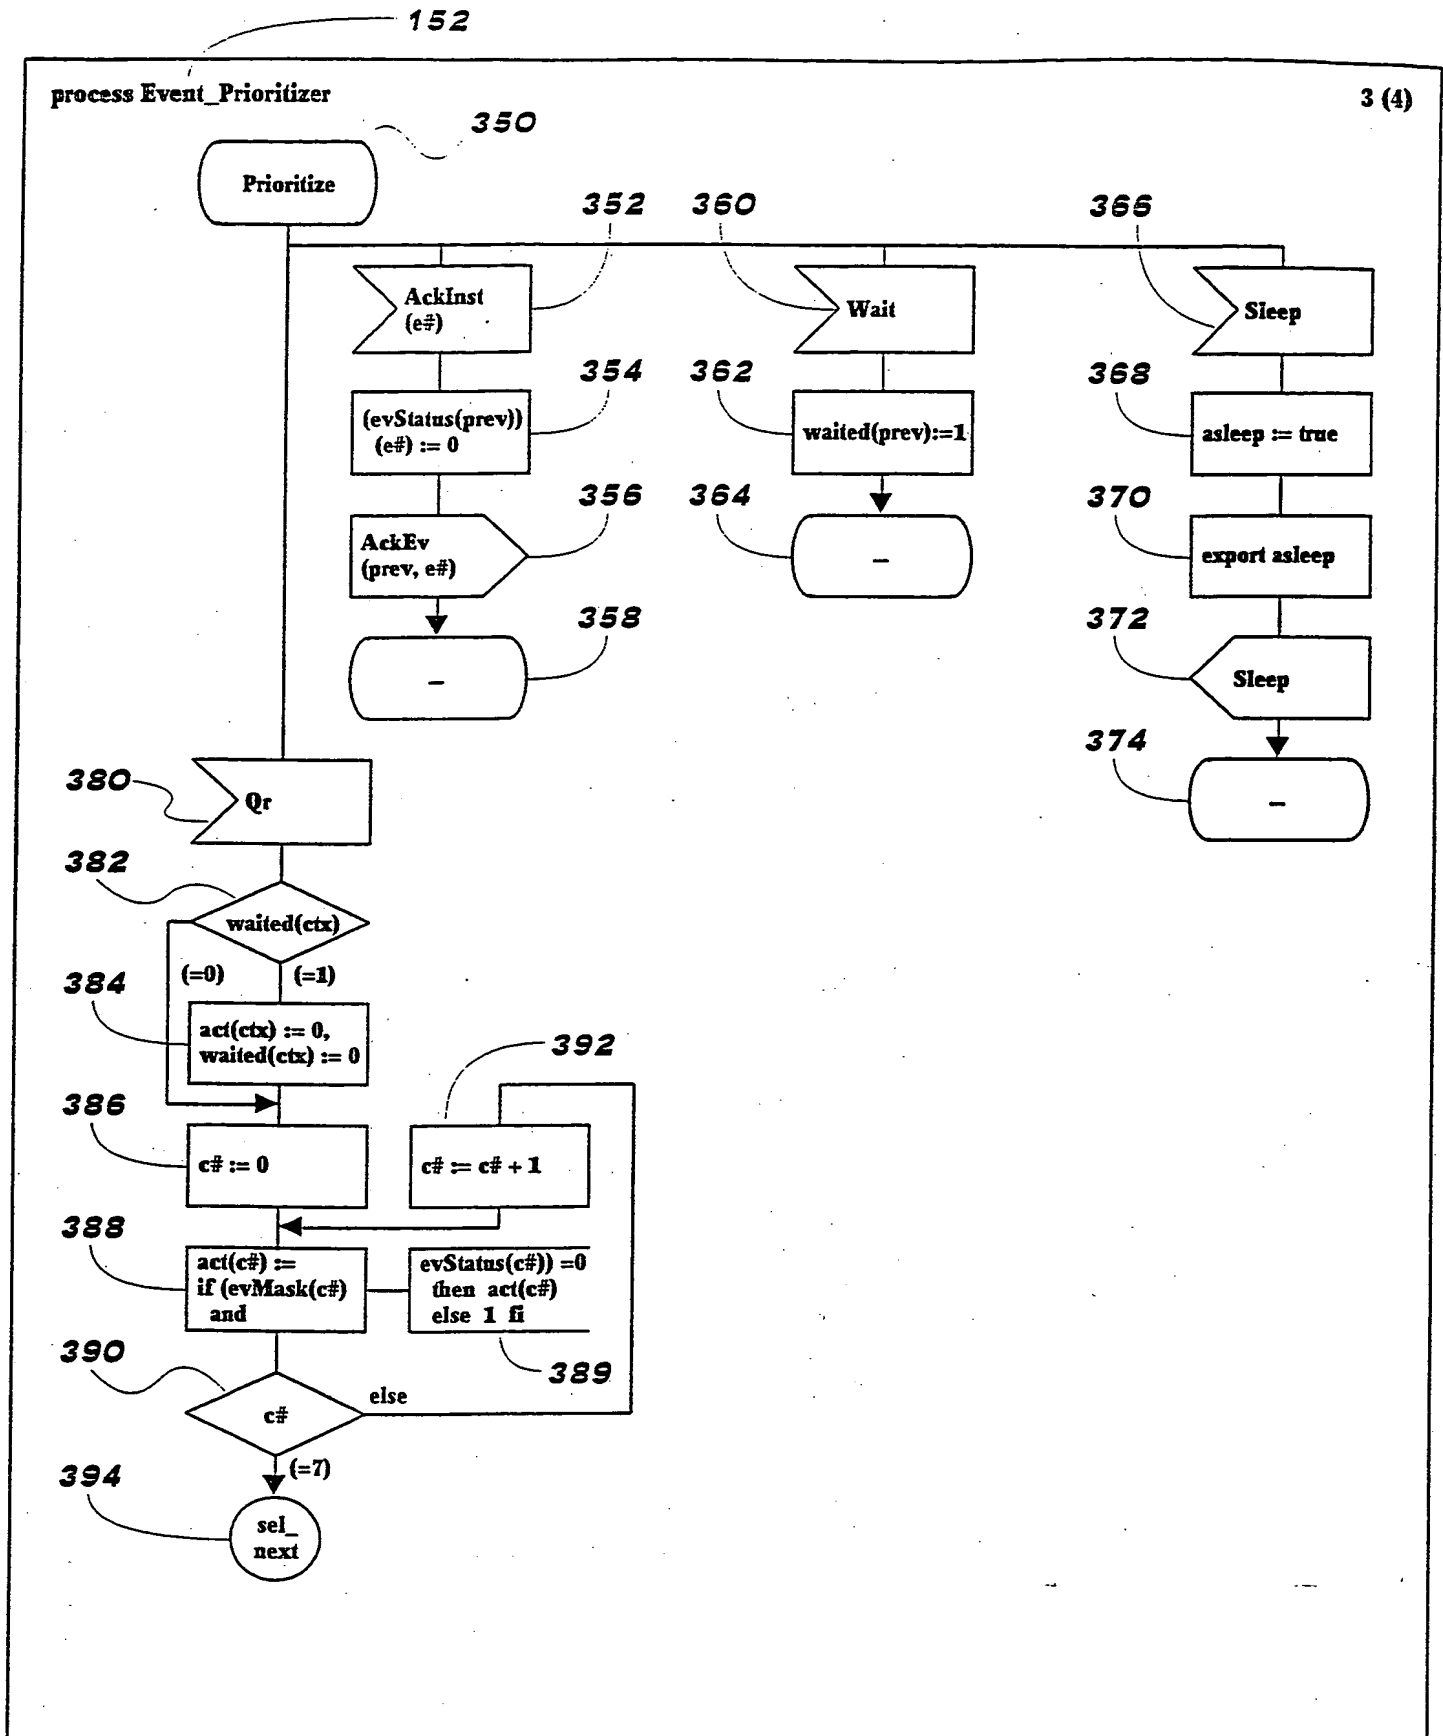 152
process Event_Prioritizer
3 (4)
350
Prioritize
352
360
366
AckInst
(e#)
Wait
Sleep
354
362
368
(evStatus(prev))
(e#) := 0
waited(prev):=1
asleep := true
356
364
370
AckEv
(prev, e#)
–
export asleep
358
372
–
Sleep
374
–
380
Qr
382
waited(ctx)
(=0)
(=1)
384
act(ctx) := 0,
waited(ctx) := 0
392
386
c# := 0
c# := c# + 1
388
act(c#) :=
if (evMask(c#)
and
evStatus(c#)) =0
then act(c#)
else 1 fi
389
390
else
c#
(=7)
394
sel_
next